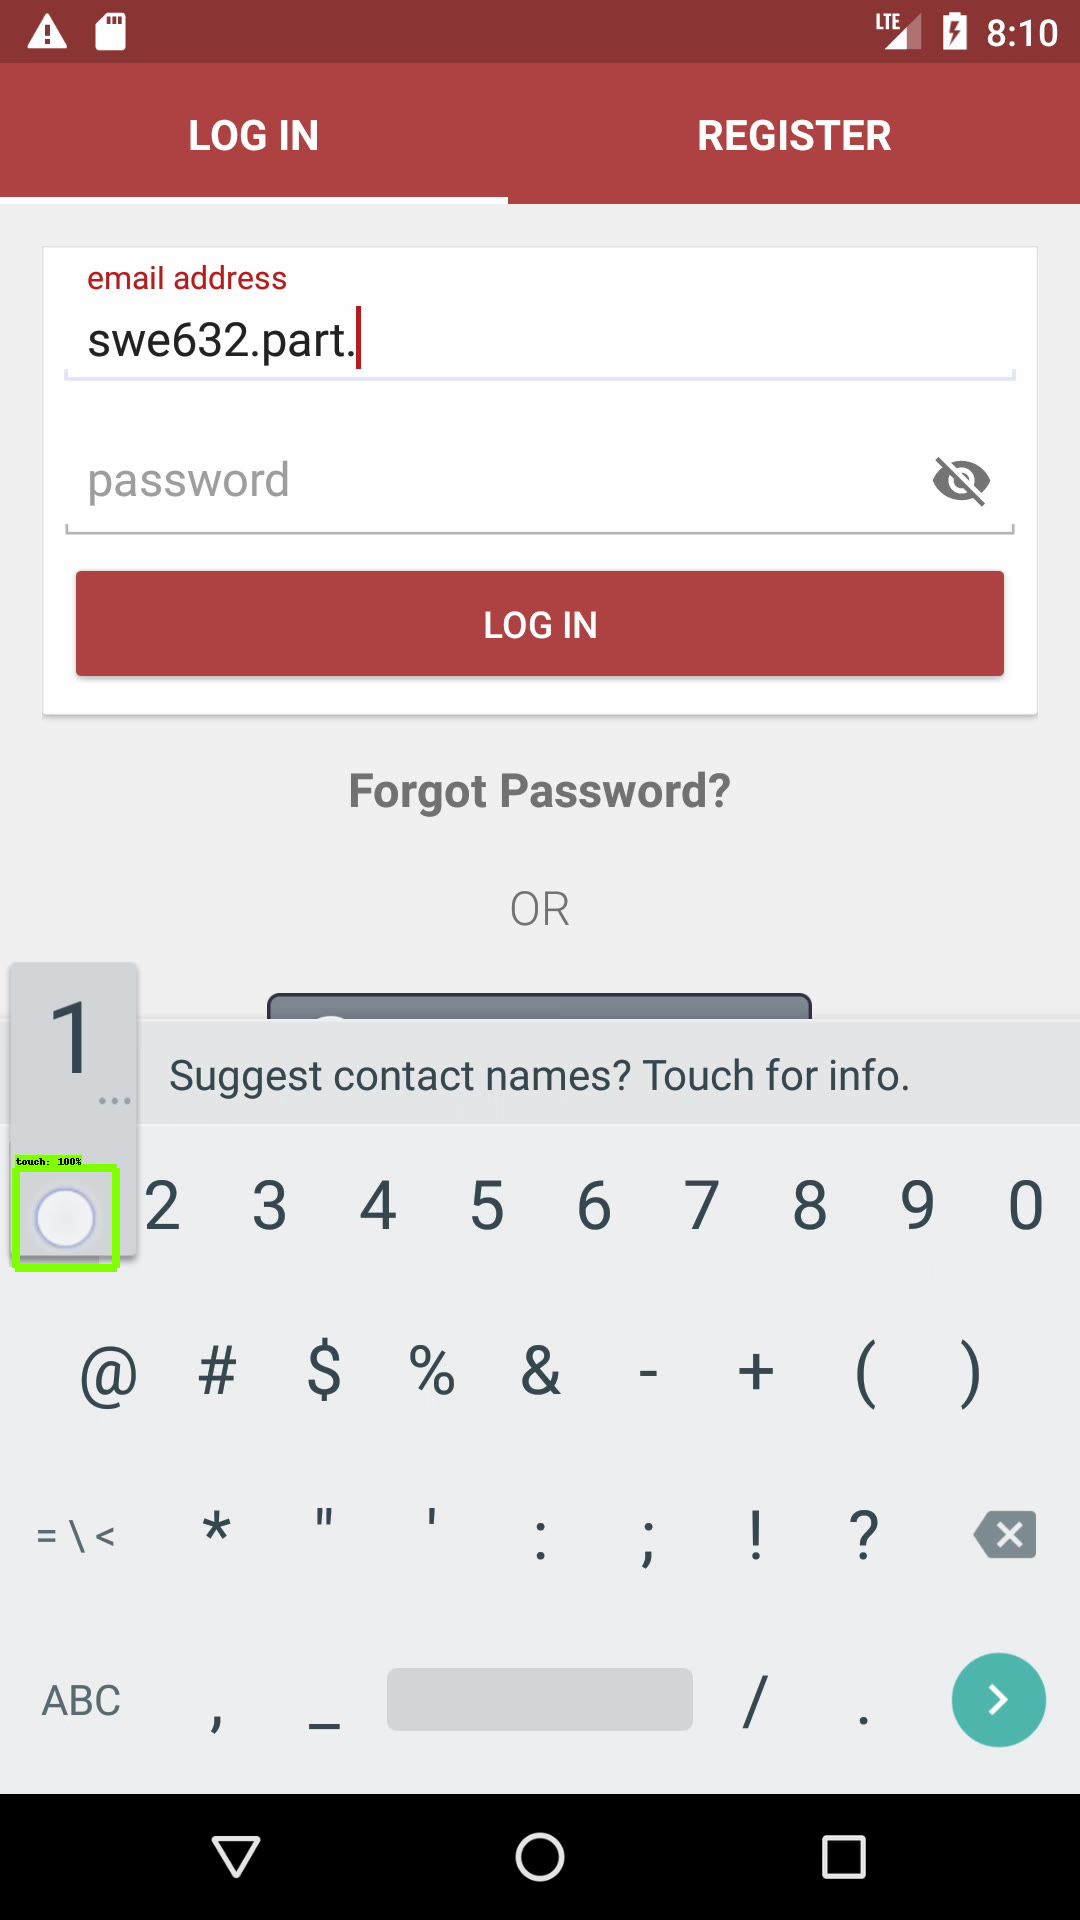 LTE 8:10
LOG IN REGISTER
email address
swe632.part.
password
LOG IN
Forgot Password?
OR
1
...
Suggest contact names? Touch for info.
touch: 100%
2 3 4 5 6 7 8 9 0
@ # $ % & - + ( )
= \ < * " ' : ; ! ?
ABC , _ / .